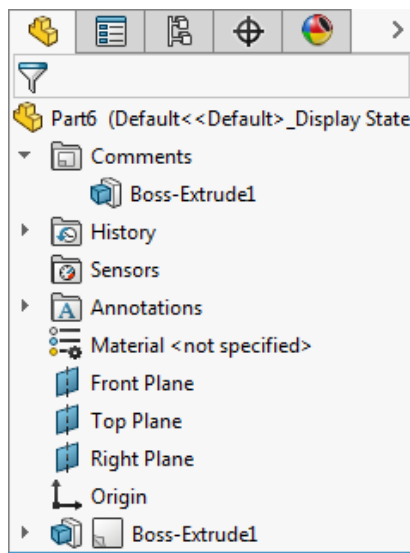 Part6 (Default<<Default>_Display State
Comments
Boss-Extrude1
History
Sensors
A Annotations
Material <not specified>
Front Plane
Top Plane
Right Plane
Origin
Boss-Extrude1